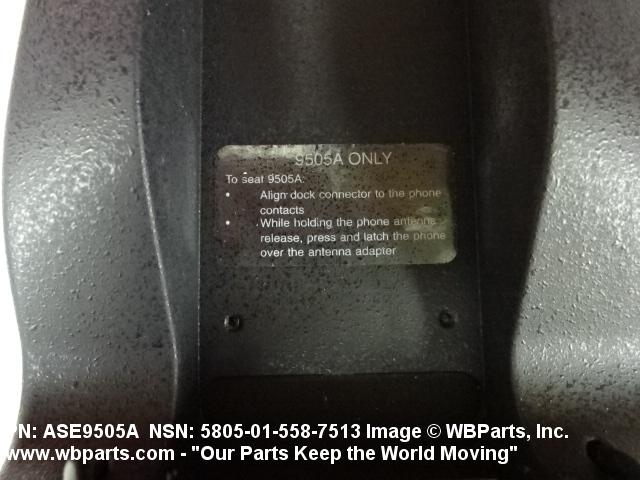 9505A ONLY
To seat 9505A:
• Align dock connector to the phone
contacts
• While holding the phone antenna
release, press and latch the phone
over the antenna adapter
PN: ASE9505A NSN: 5805-01-558-7513 Image © WBParts, Inc.
www.wbparts.com - "Our Parts Keep the World Moving"